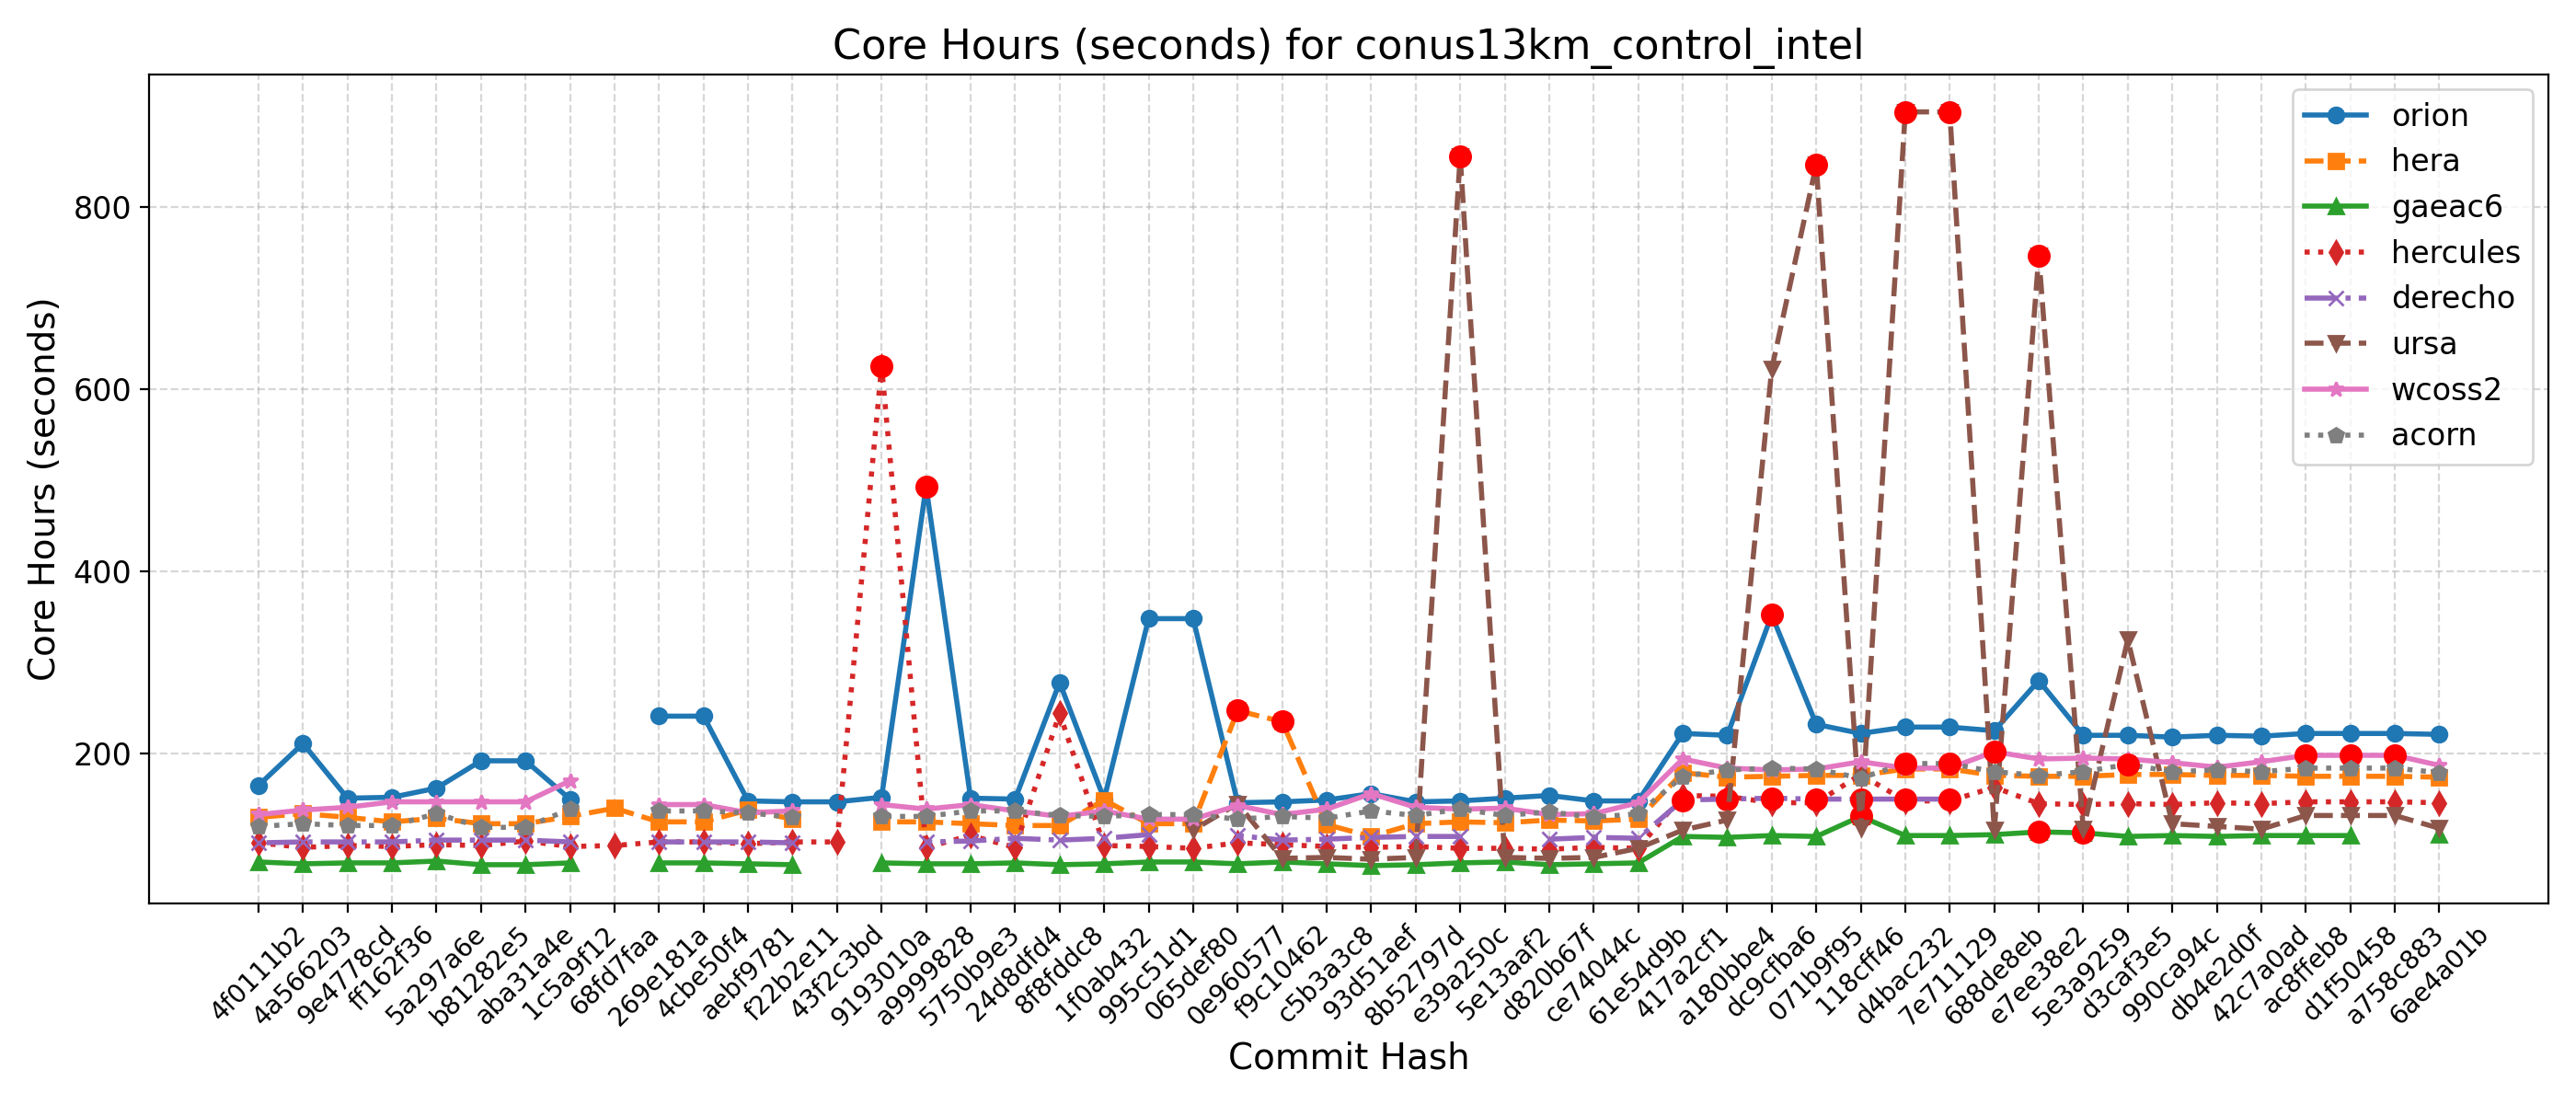 Core Hours (seconds) for conus13km_control_intel
Core Hours (seconds)
800
600
400
200
orion
hera
gaeac6
hercules
derecho
ursa
wcoss2
acorn
4f0111b2
4a566203
9e4778cd
ff162f36
5a297a6e
b81282e5
aba31a4e
1c5a9f12
68fd7faa
269e181a
4cbe50f4
aebf9781
f22b2e11
43f2c3bd
9193010a
a9999828
5750b9e3
24d8dfd4
8f8fddc8
1f0ab432
995c51d1
065def80
0e960577
f9c10462
c5b3a3c8
93d51aef
8b52797d
e39a250c
5e13aaf2
d820b67f
ce74044c
61e54d9b
417a2cf1
a180bbe4
dc9cfba6
071b9f95
118cff46
d4bac232
7e711129
688de8eb
e7ee38e2
5e3a9259
d3caf3e5
990ca94c
db4e2d0f
42c7a0ad
ac8ffeb8
d1f50458
a758c883
6ae4a01b
Commit Hash